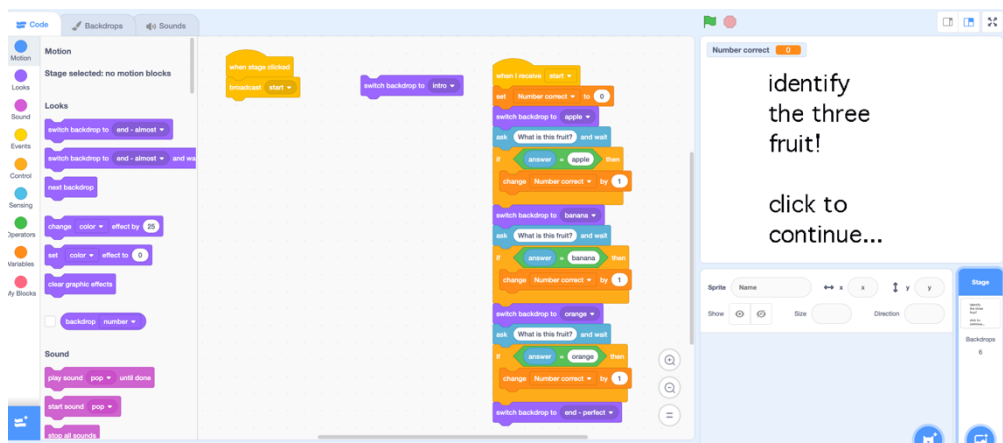 Code
Backdrops
Sounds
Motion
Looks
Sound
Events
Control
Sensing
Operators
Variables
My Blocks
Motion
Stage selected: no motion blocks
Looks
switch backdrop to end - almost
switch backdrop to end - almost and wa
next backdrop
change color effect by 25
set color effect to 0
clear graphic effects
backdrop number
Sound
play sound pop until done
start sound pop
stop all sounds
when stage clicked
broadcast start
switch backdrop to intro
when I receive start
set Number correct to 0
switch backdrop to apple
ask What is this fruit? and wait
if answer = apple then
change Number correct by 1
switch backdrop to banana
ask What is this fruit? and wait
if answer = banana then
change Number correct by 1
switch backdrop to orange
ask What is this fruit? and wait
if answer = orange then
change Number correct by 1
switch backdrop to end - perfect
Number correct 0
identify
the three
fruit!
click to
continue...
Sprite Name x x y y
Show Size Direction
Stage
identify
the three
fruit!
click to
continue...
Backdrops
6